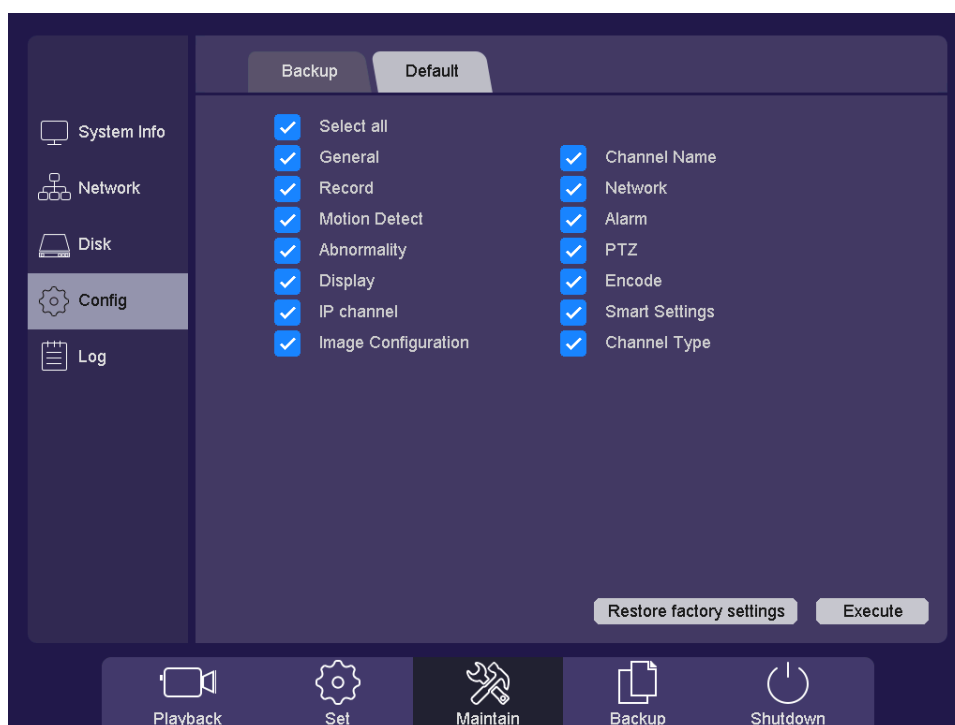 Backup
Default
System Info
Network
Disk
Config
Log
Select all
General
Channel Name
Record
Network
Motion Detect
Alarm
Abnormality
PTZ
Display
Encode
IP channel
Smart Settings
Image Configuration
Channel Type
Restore factory settings
Execute
Playback
Set
Maintain
Backup
Shutdown